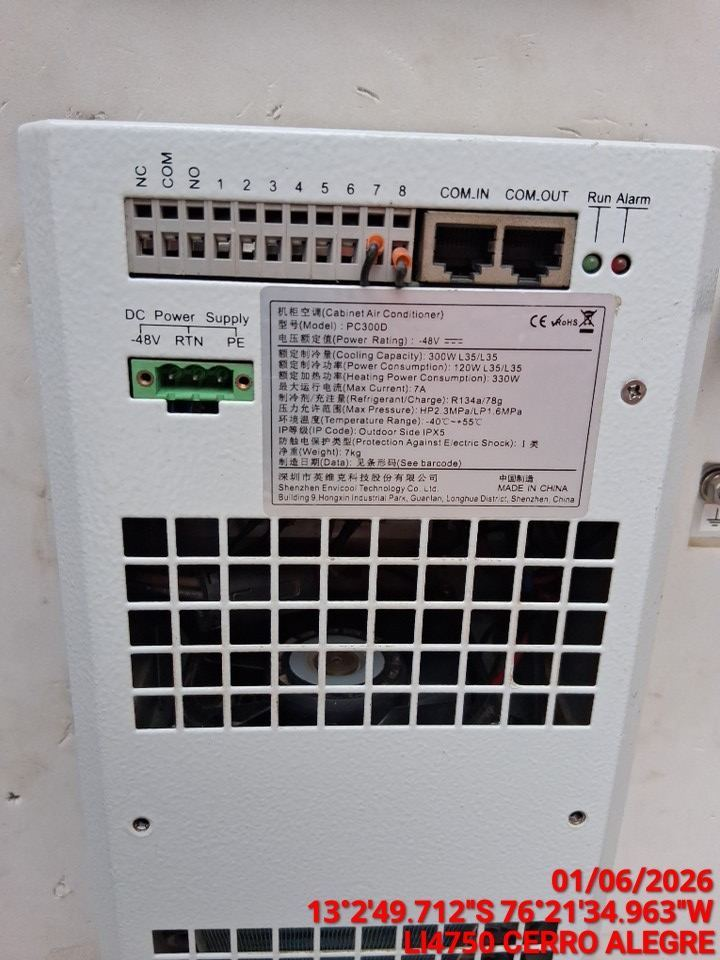 NC COM NO 1 2 3 4 5 6 7 8 COM_IN COM_OUT Run Alarm
DC Power Supply
-48V RTN PE
机柜空调(Cabinet Air Conditioner)
型号(Model) : PC300D
CE RoHS
电压额定值(Power Rating) : -48V
额定制冷量(Cooling Capacity): 300W L35/L35
额定制冷功率(Power Consumption): 120W L35/L35
额定加热功率(Heating Power Consumption) : 330W
最大运行电流(Max Current): 7A
制冷剂/充注量(Refrigerant/Charge): R134a/78g
压力允许范围(Max Pressure): HP2.3MPa/LP1.6MPa
环境温度(Temperature Range): -40℃~+55℃
IP等级(IP Code): Outdoor Side IPX5
防触电保护类型(Protection Against Electric Shock): I 类
净重(Weight): 7kg
制造日期(Data): 见条形码(See barcode)
深圳市英维克科技股份有限公司 中国制造
Shenzhen Envicool Technology Co. Ltd. MADE IN CHINA
Building 9, Hongxin Industrial Park, Guanlan, Longhua District, Shenzhen, China
01/06/2026
13°2'49.712"S 76°21'34.963"W
LI4750 CERRO ALEGRE